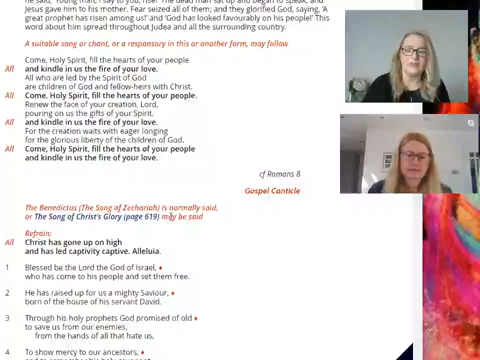 he said, 'Young man, I say to you, rise!' The dead man sat up and began to speak, and
Jesus gave him to his mother. Fear seized all of them; and they glorified God, saying, 'A
great prophet has risen among us!' and 'God has looked favourably on his people!' This
word about him spread throughout Judea and all the surrounding country.
A suitable song or chant, or a responsory in this or another form, may follow
Come, Holy Spirit, fill the hearts of your people
All and kindle in us the fire of your love.
All who are led by the Spirit of God
are children of God and fellow-heirs with Christ.
All Come, Holy Spirit, fill the hearts of your people.
Renew the face of your creation, Lord,
pouring on us the gifts of your Spirit.
All and kindle in us the fire of your love.
For the creation waits with eager longing
for the glorious liberty of the children of God.
All Come, Holy Spirit, fill the hearts of your people
and kindle in us the fire of your love.
cf Romans 8
Gospel Canticle
The Benedictus (The Song of Zechariah) is normally said,
or The Song of Christ's Glory (page 619) may be said
Refrain:
All Christ has gone up on high
and has led captivity captive. Alleluia.
1 Blessed be the Lord the God of Israel, ♦
who has come to his people and set them free.
2 He has raised up for us a mighty Saviour, ♦
born of the house of his servant David.
3 Through his holy prophets God promised of old ♦
to save us from our enemies,
from the hands of all that hate us,
4 To show mercy to our ancestors, ♦